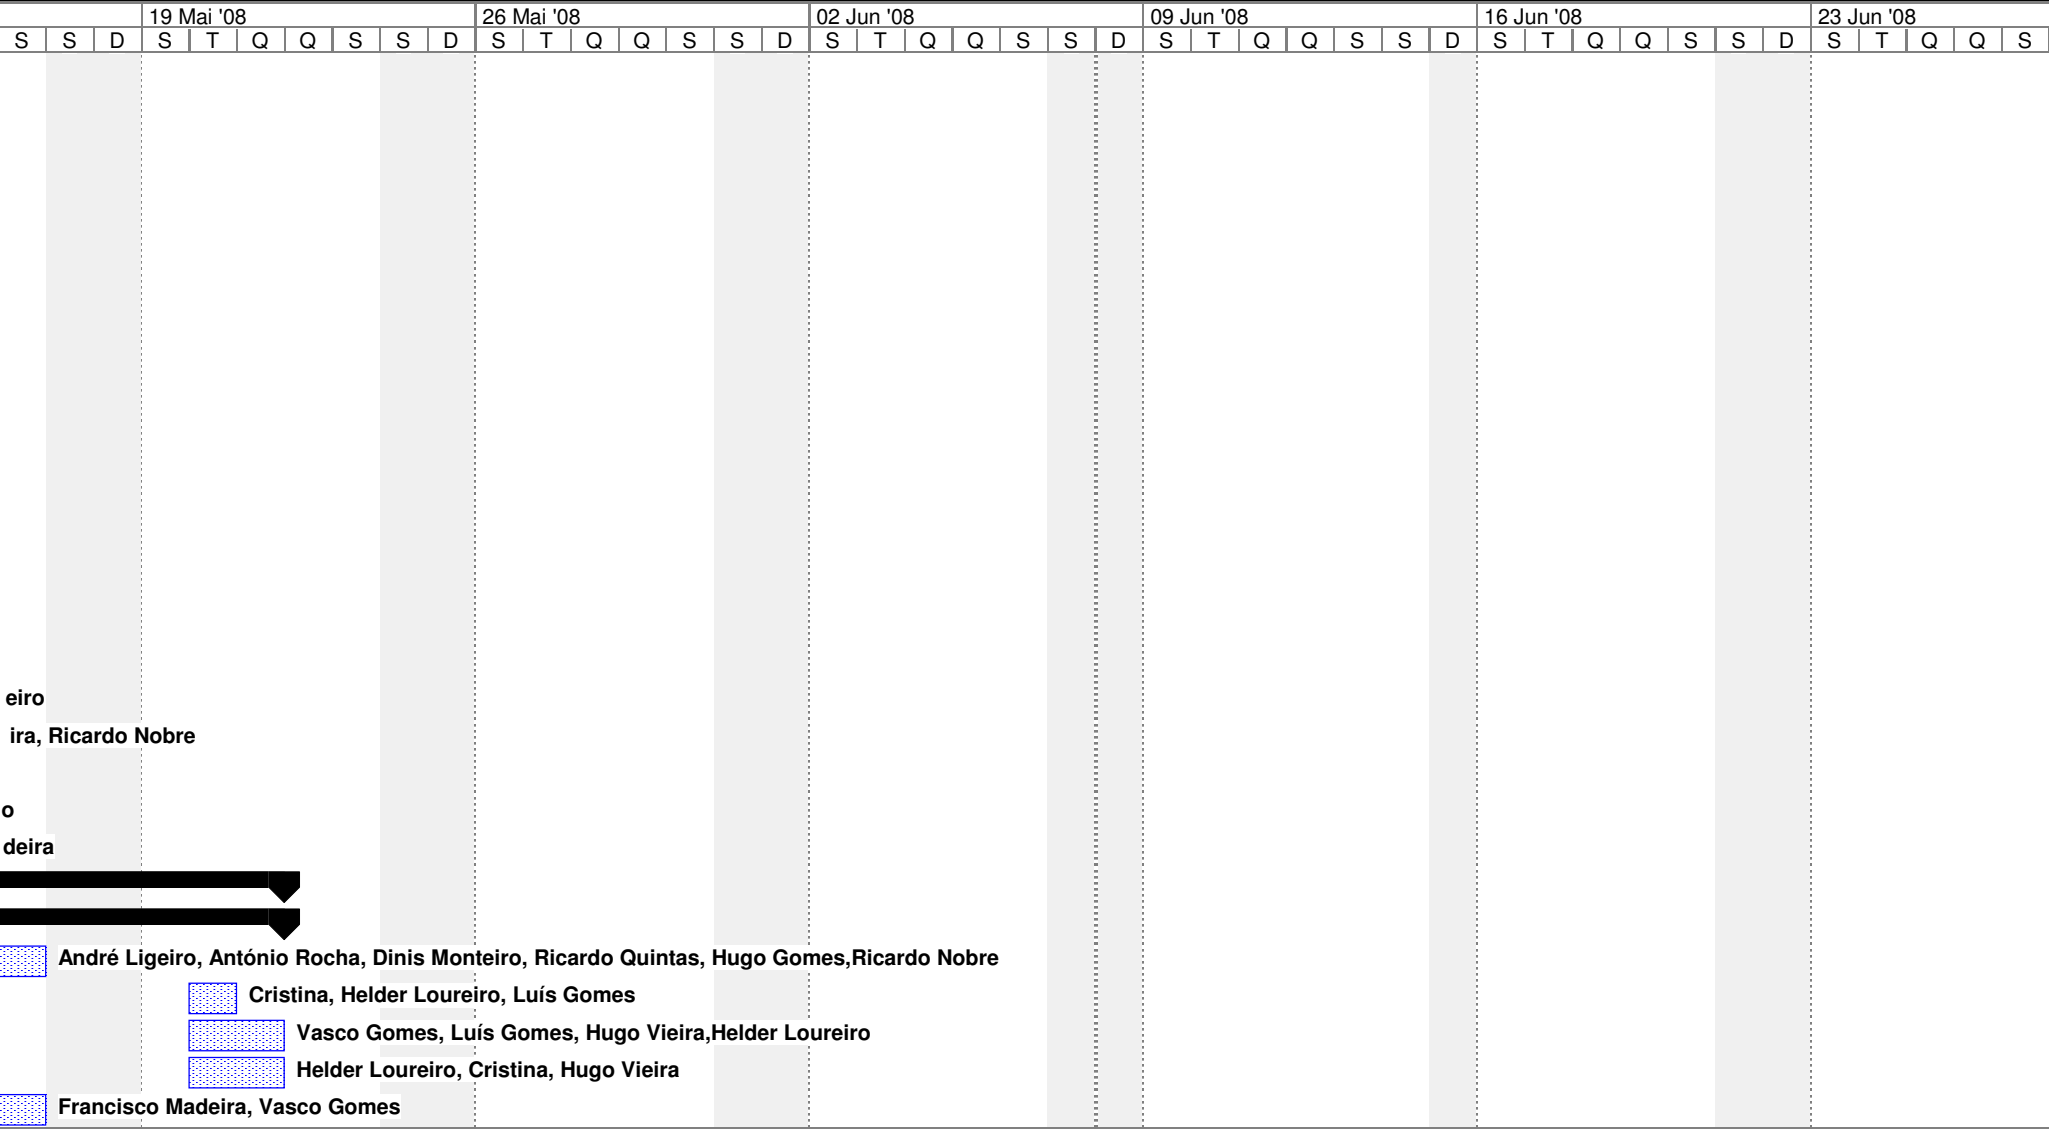 19 Mai '08 26 Mai '08 02 Jun '08 09 Jun '08 16 Jun '08 23 Jun '08
S S D S T Q Q S S D S T Q Q S S D S T Q Q S S D S T Q Q S S D S T Q Q S S D S T Q Q S
eiro
ira, Ricardo Nobre
o
deira
André Ligeiro, António Rocha, Dinis Monteiro, Ricardo Quintas, Hugo Gomes,Ricardo Nobre
Cristina, Helder Loureiro, Luís Gomes
Vasco Gomes, Luís Gomes, Hugo Vieira,Helder Loureiro
Helder Loureiro, Cristina, Hugo Vieira
Francisco Madeira, Vasco Gomes